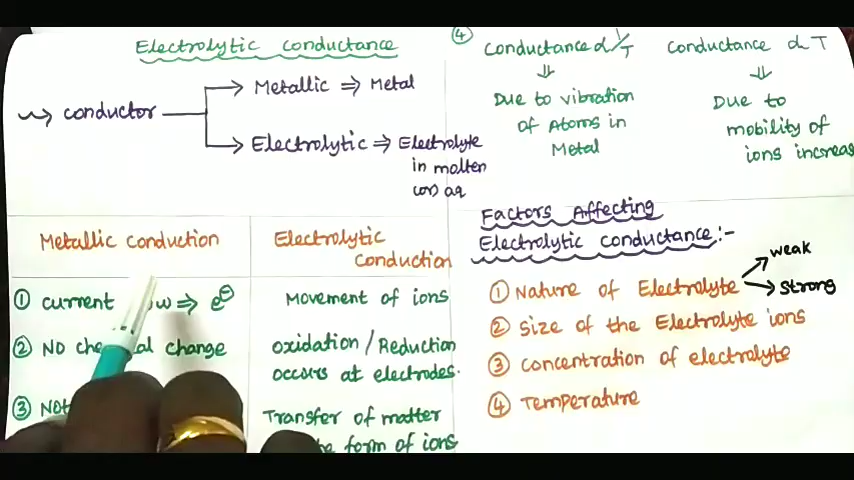 Electrolytic conductance
⇝ conductor
→ Metallic ⇒ Metal
→ Electrolytic ⇒ Electrolyte
in molten
(or) aq
Metallic conduction
① current ⇒ e⊖
② No change
③
Electrolytic
Conduction
Movement of ions
oxidation / Reduction
occurs at electrodes.
Transfer of matter
form of ions
④ Conductance α 1/T
⇓
Due to vibration
of Atoms in
Metal
Conductance α T
⇓
Due to
mobility of
ions increas
Factors Affecting
Electrolytic conductance:-
① Nature of Electrolyte
weak
strong
② Size of the Electrolyte ions
③ concentration of electrolyte
④ Temperature